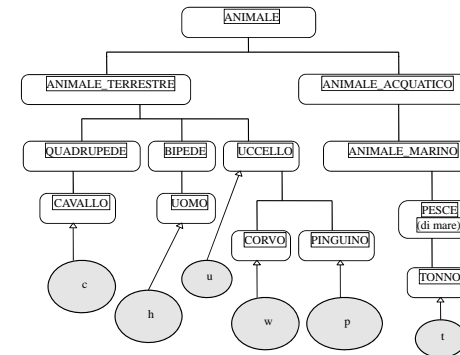 ANIMALE
ANIMALE_TERRESTRE
ANIMALE_ACQUATICO
QUADRUPEDE
BIPEDE
UCCELLO
ANIMALE_MARINO
CAVALLO
UOMO
PESCE
(di mare)
CORVO
PINGUINO
TONNO
c
h
u
w
p
t